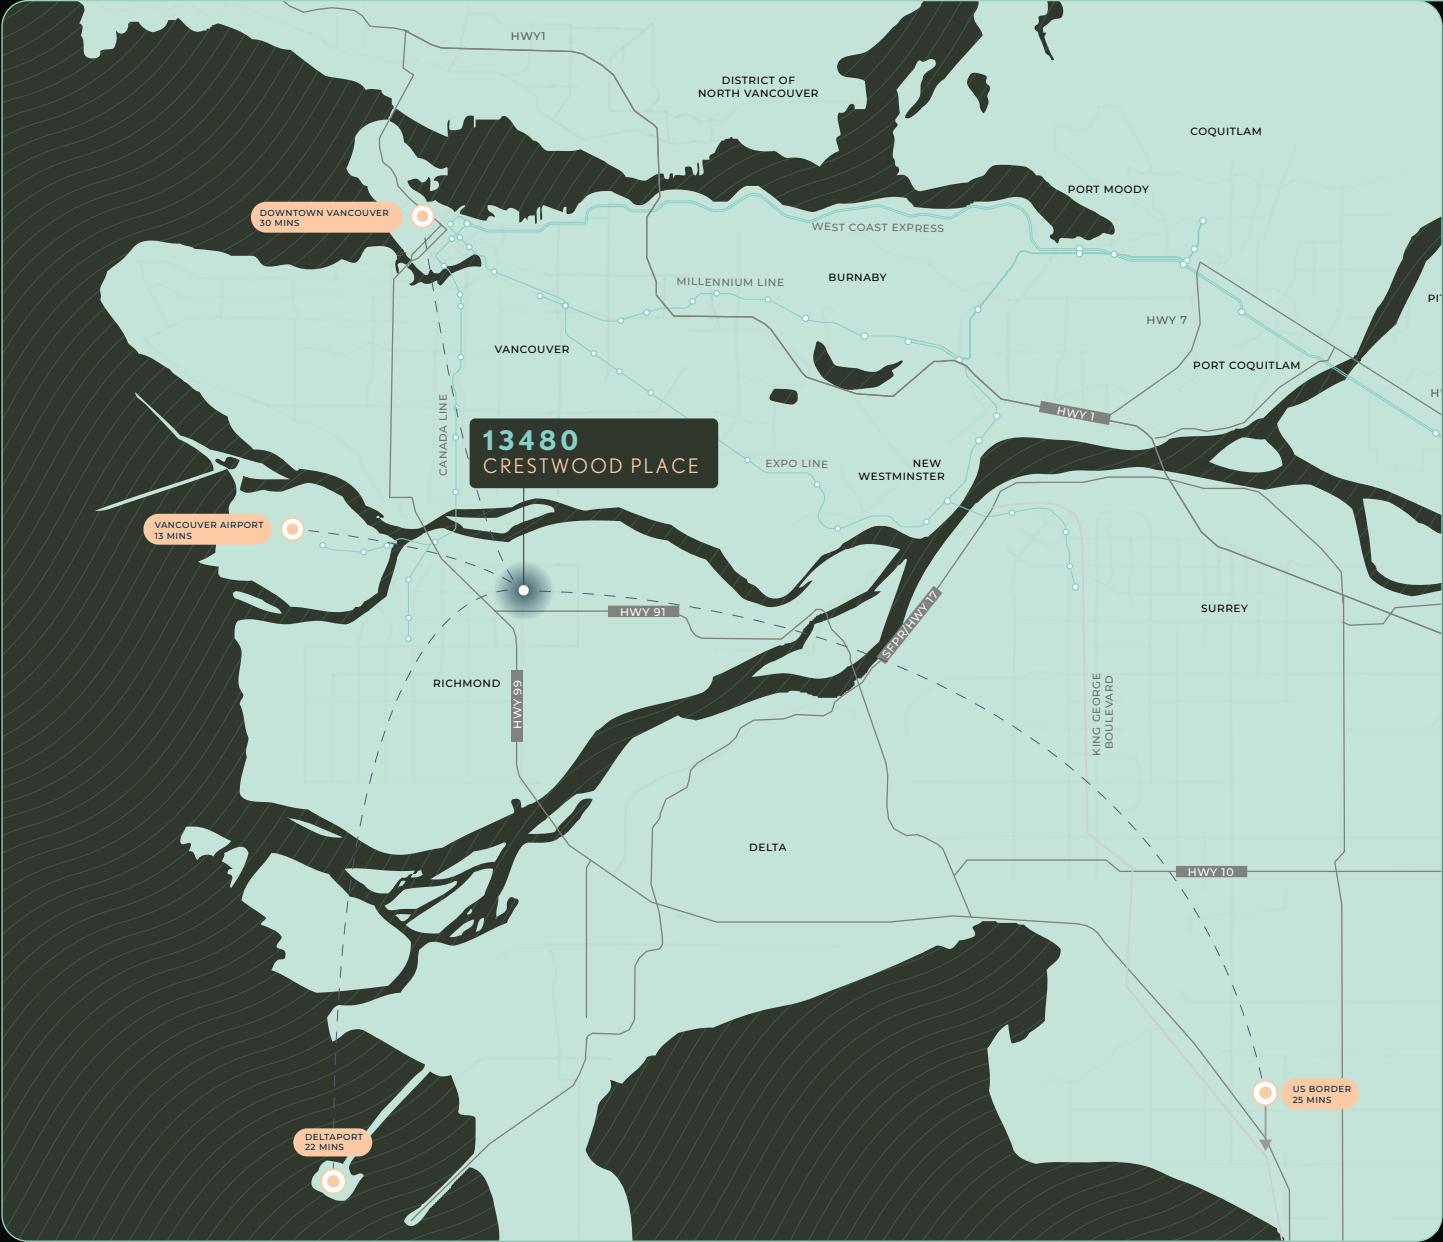 HWY1
DISTRICT OF
NORTH VANCOUVER
COQUITLAM
PORT MOODY
DOWNTOWN VANCOUVER
30 MINS
WEST COAST EXPRESS
MILLENNIUM LINE
BURNABY
PI
HWY 7
VANCOUVER
PORT COQUITLAM
H
CANADA LINE
HWY 1
13480
CRESTWOOD PLACE
EXPO LINE
NEW
WESTMINSTER
VANCOUVER AIRPORT
13 MINS
HWY 91
SFPR/HWY 17
SURREY
RICHMOND
HWY 99
KING GEORGE
BOULEVARD
DELTA
HWY 10
US BORDER
25 MINS
DELTAPORT
22 MINS